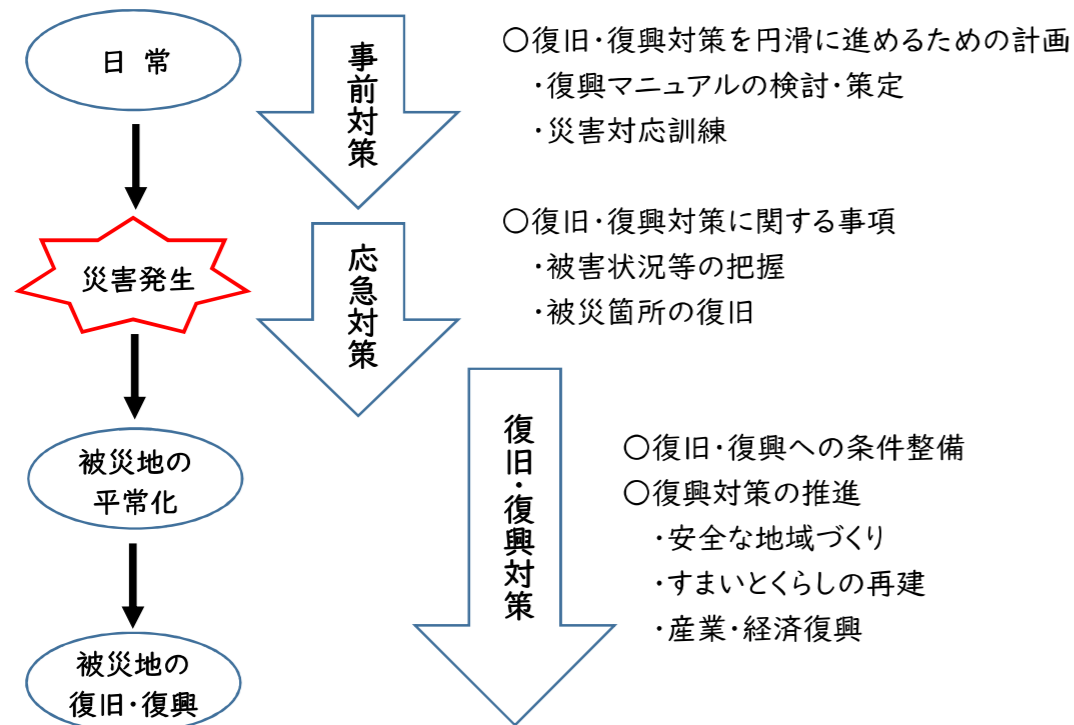 日 常
事前対策
〇復旧・復興対策を円滑に進めるための計画
・復興マニュアルの検討・策定
・災害対応訓練
災害発生
応急対策
〇復旧・復興対策に関する事項
・被害状況等の把握
・被災箇所の復旧
被災地の
平常化
復旧・復興対策
〇復旧・復興への条件整備
〇復興対策の推進
・安全な地域づくり
・すまいとくらしの再建
・産業・経済復興
被災地の
復旧・復興